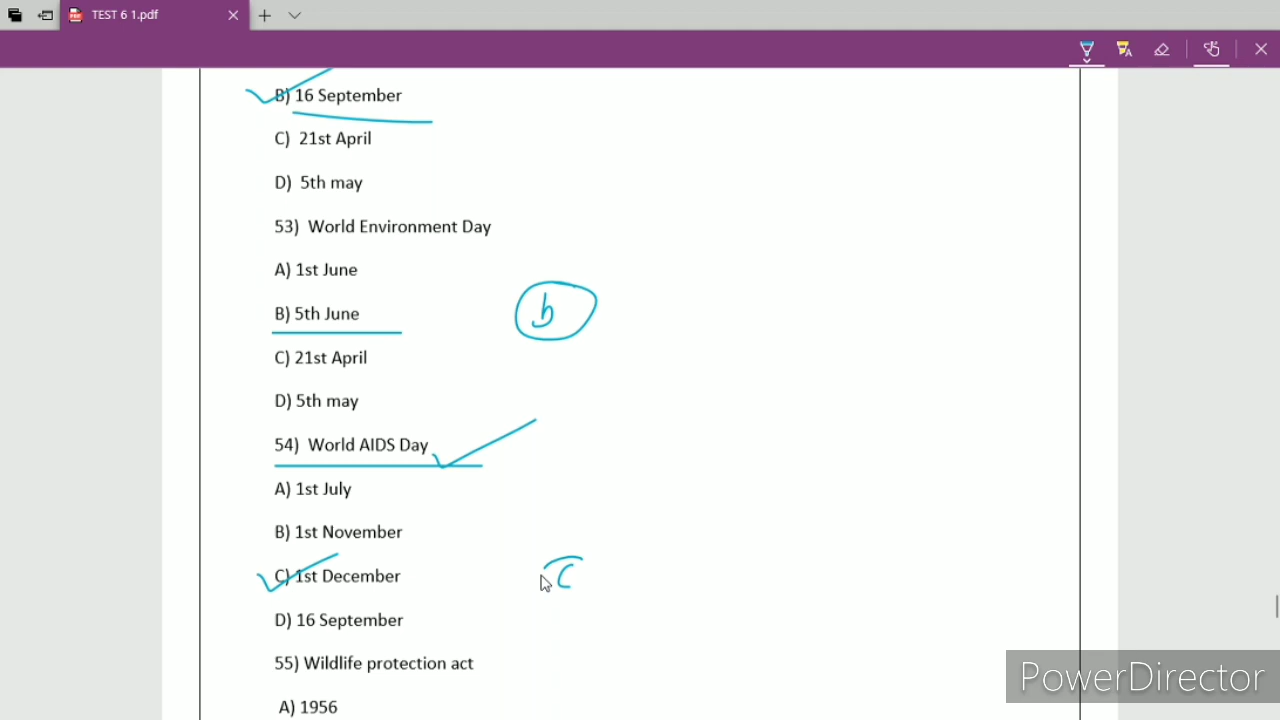 TEST 6 1.pdf
B) 16 September
C) 21st April
D) 5th may
53) World Environment Day
A) 1st June
B) 5th June
b
C) 21st April
D) 5th may
54) World AIDS Day
A) 1st July
B) 1st November
C) 1st December
C
D) 16 September
55) Wildlife protection act
A) 1956
PowerDirector